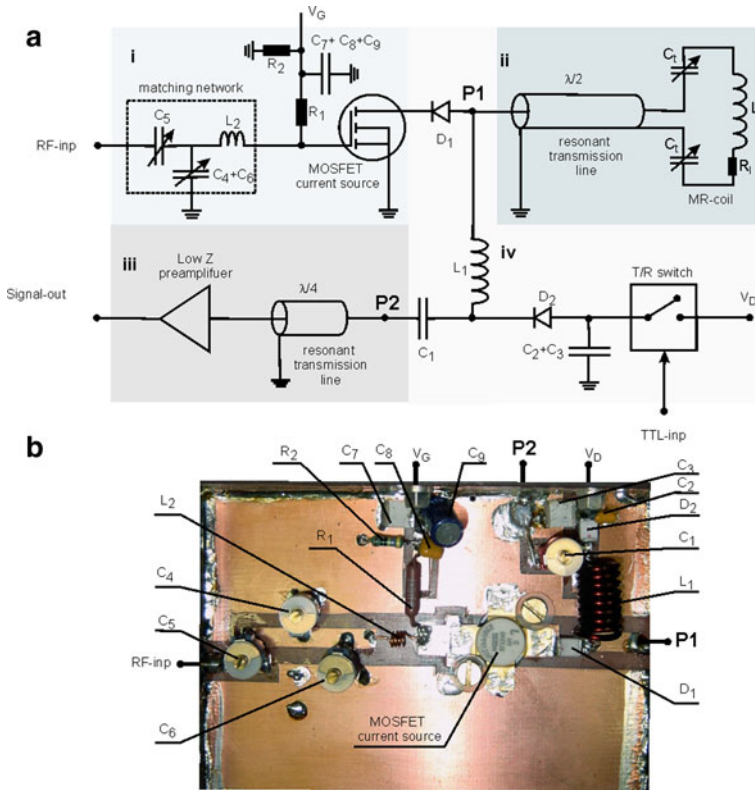 a
i
V_G
R_2
C_7+ C_8+C_9
R_1
matching network
C_5
L_2
RF-inp
C_4+C_6
MOSFET
current source
D_1
P1
ii
λ/2
resonant
transmission
line
C_t
C_t
L
R_l
MR-coil
iii
Low Z
preamplifuer
Signal-out
λ/4
resonant
transmission
line
P2
C_1
L_1
iv
D_2
C_2+C_3
T/R switch
V_D
TTL-inp
b
R_2
C_7
V_G
C_8
C_9
P2
V_D
C_3
C_2
D_2
C_1
L_1
P1
D_1
L_2
R_1
C_4
C_5
RF-inp
C_6
MOSFET
current source